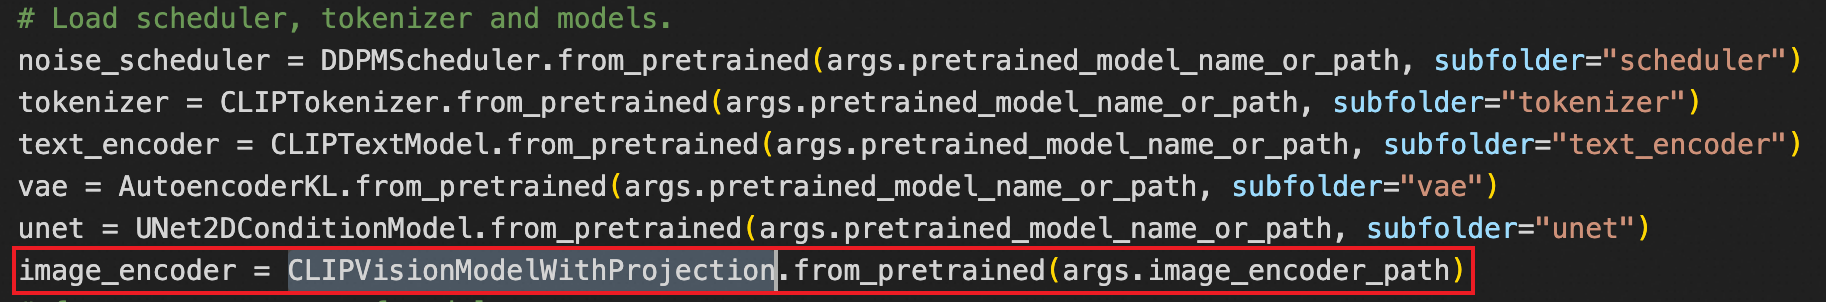 # Load scheduler, tokenizer and models.
noise_scheduler = DDPMScheduler.from_pretrained(args.pretrained_model_name_or_path, subfolder="scheduler")
tokenizer = CLIPTokenizer.from_pretrained(args.pretrained_model_name_or_path, subfolder="tokenizer")
text_encoder = CLIPTextModel.from_pretrained(args.pretrained_model_name_or_path, subfolder="text_encoder")
vae = AutoencoderKL.from_pretrained(args.pretrained_model_name_or_path, subfolder="vae")
unet = UNet2DConditionModel.from_pretrained(args.pretrained_model_name_or_path, subfolder="unet")
image_encoder = CLIPVisionModelWithProjection.from_pretrained(args.image_encoder_path)